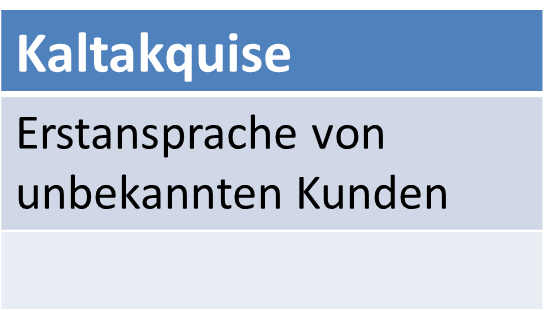 Kaltakquise
Erstansprache von
unbekannten Kunden